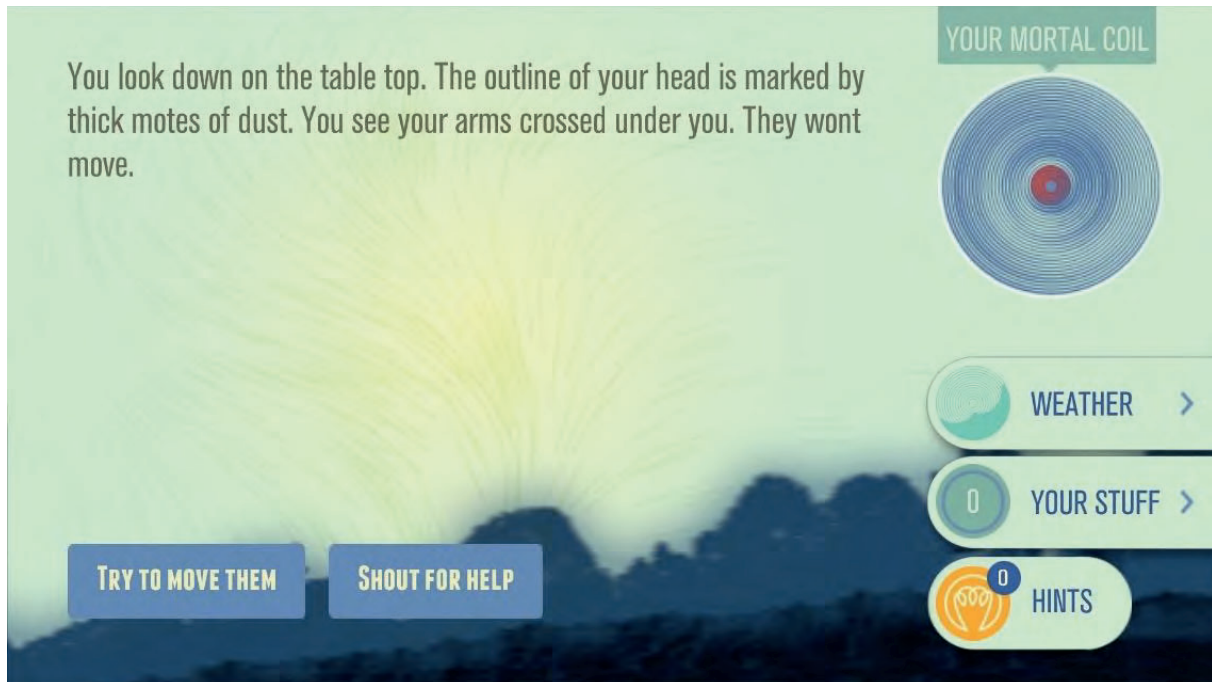 You look down on the table top. The outline of your head is marked by
thick motes of dust. You see your arms crossed under you. They wont
move.
TRY TO MOVE THEM
SHOUT FOR HELP
YOUR MORTAL COIL
WEATHER
0
YOUR STUFF
0
HINTS